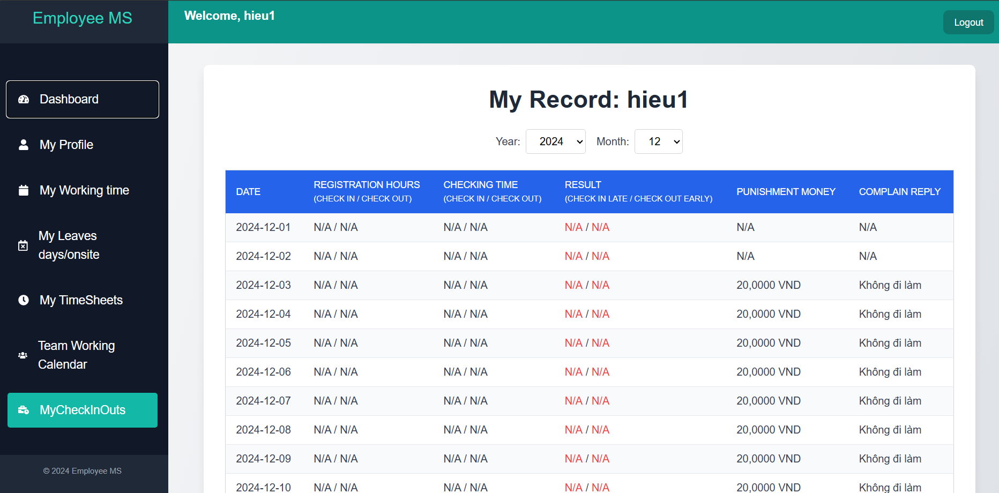 Employee MS
Welcome, hieu1
Logout
Dashboard
My Profile
My Working time
My Leaves
days/onsite
My TimeSheets
Team Working
Calendar
MyCheckInOuts
© 2024 Employee MS
My Record: hieu1
Year: 2024 Month: 12
DATE REGISTRATION HOURS (CHECK IN / CHECK OUT) CHECKING TIME (CHECK IN / CHECK OUT) RESULT (CHECK IN LATE / CHECK OUT EARLY) PUNISHMENT MONEY COMPLAIN REPLY
2024-12-01 N/A / N/A N/A / N/A N/A / N/A N/A N/A
2024-12-02 N/A / N/A N/A / N/A N/A / N/A N/A N/A
2024-12-03 N/A / N/A N/A / N/A N/A / N/A 20,0000 VND Không đi làm
2024-12-04 N/A / N/A N/A / N/A N/A / N/A 20,0000 VND Không đi làm
2024-12-05 N/A / N/A N/A / N/A N/A / N/A 20,0000 VND Không đi làm
2024-12-06 N/A / N/A N/A / N/A N/A / N/A 20,0000 VND Không đi làm
2024-12-07 N/A / N/A N/A / N/A N/A / N/A 20,0000 VND Không đi làm
2024-12-08 N/A / N/A N/A / N/A N/A / N/A 20,0000 VND Không đi làm
2024-12-09 N/A / N/A N/A / N/A N/A / N/A 20,0000 VND Không đi làm
2024-12-10 N/A / N/A N/A / N/A N/A / N/A 20,0000 VND Không đi làm